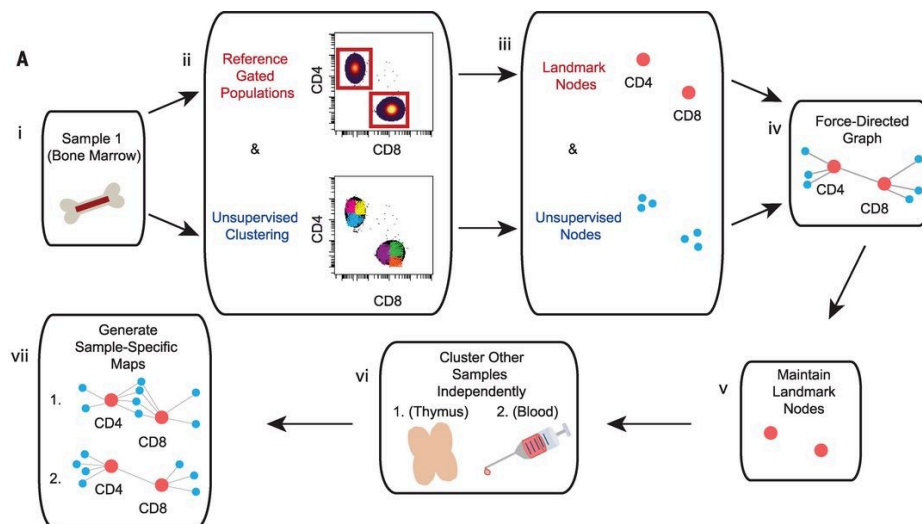 A
i
Sample 1
(Bone Marrow)
ii
Reference
Gated
Populations
&
Unsupervised
Clustering
CD4
CD8
CD4
CD8
iii
Landmark
Nodes
CD4
CD8
&
Unsupervised
Nodes
iv
Force-Directed
Graph
CD4
CD8
v
Maintain
Landmark
Nodes
vi
Cluster Other
Samples
Independently
1. (Thymus)
2. (Blood)
vii
Generate
Sample-Specific
Maps
1.
CD4
CD8
2.
CD4
CD8